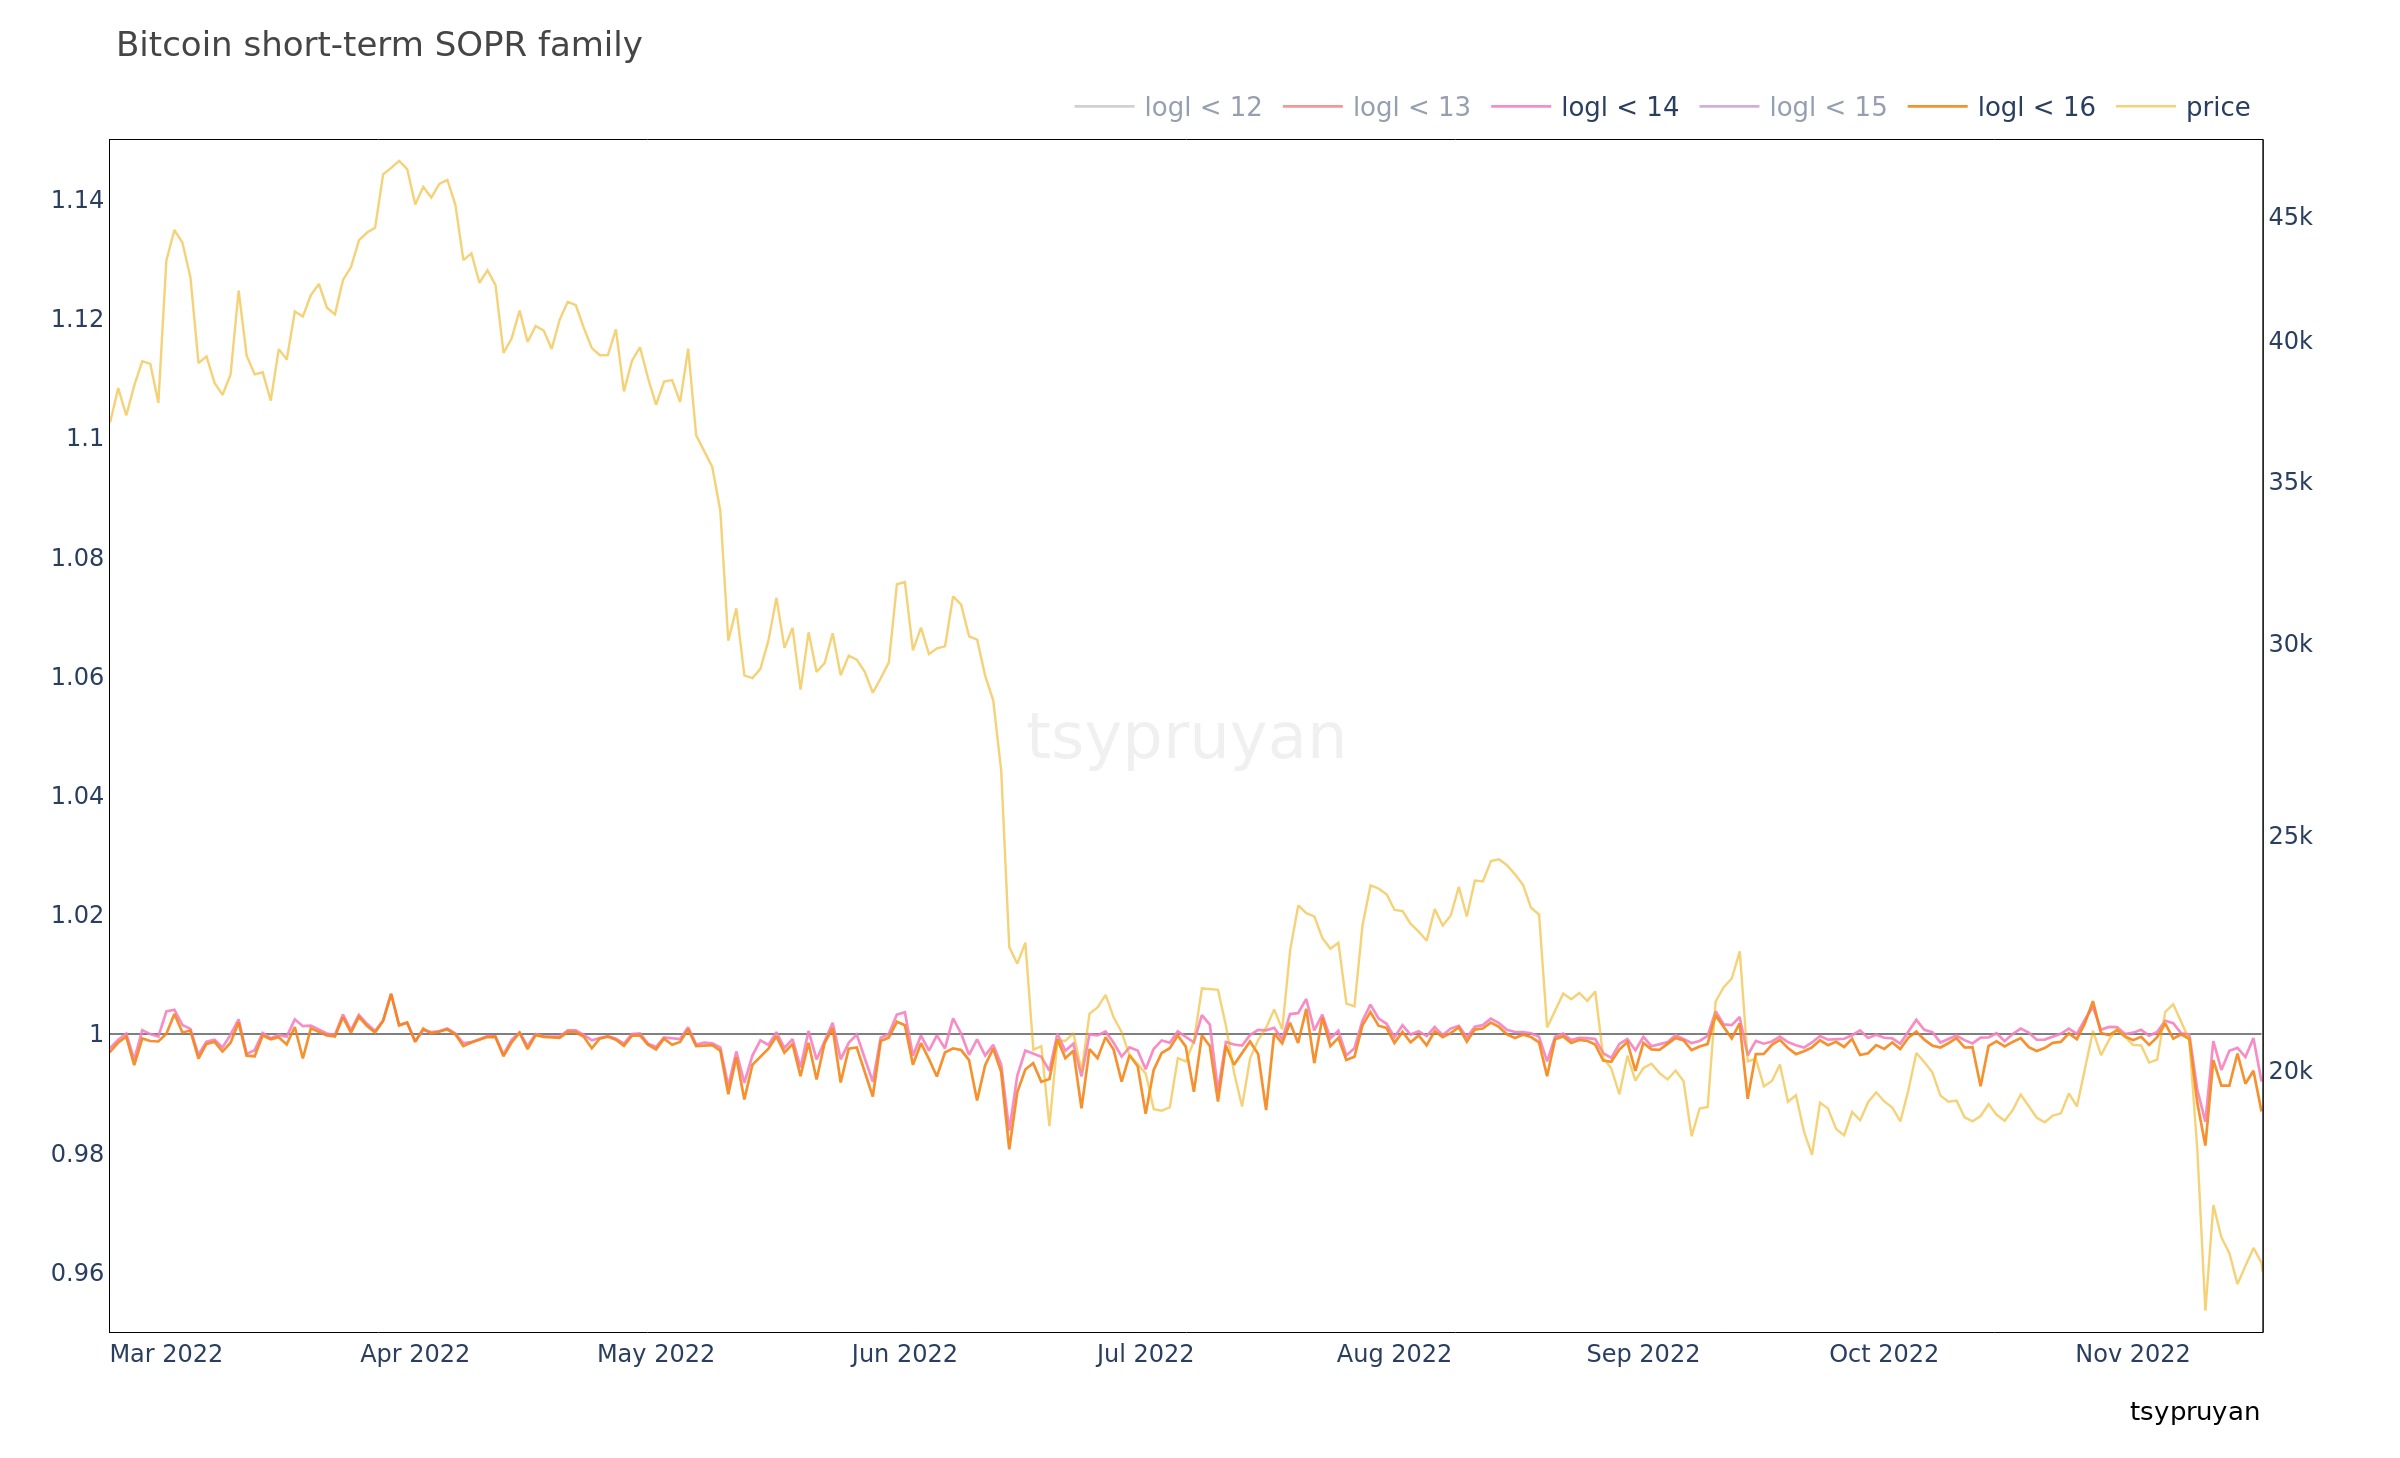 Bitcoin short-term SOPR family
logl < 12 logl < 13 logl < 14 logl < 15 logl < 16 price
1.14
1.12
1.1
1.08
1.06
1.04
1.02
1
0.98
0.96
45k
40k
35k
30k
25k
20k
tsypruyan
Mar 2022 Apr 2022 May 2022 Jun 2022 Jul 2022 Aug 2022 Sep 2022 Oct 2022 Nov 2022
tsypruyan